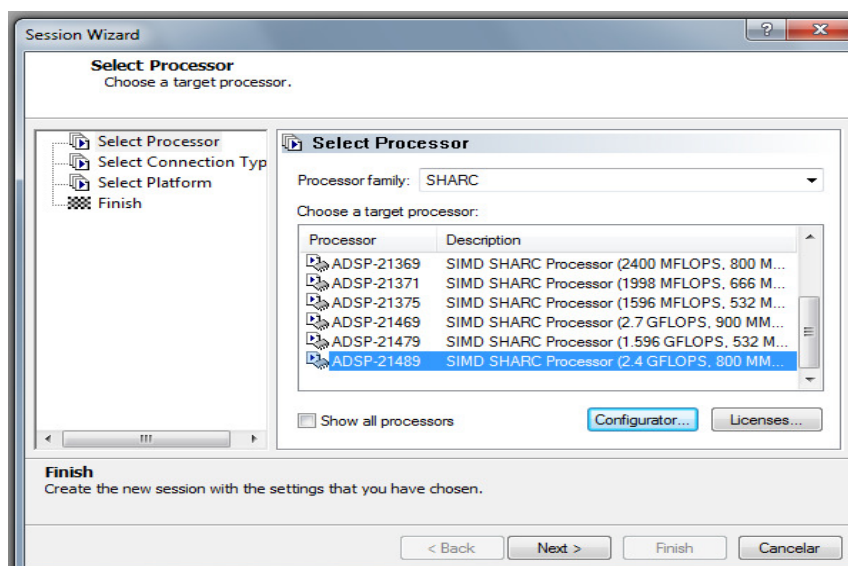 Session Wizard
Select Processor
Choose a target processor.
Select Processor
Select Connection Typ
Select Platform
Finish
Select Processor
Processor family: SHARC
Choose a target processor:
Processor Description
ADSP-21369 SIMD SHARC Processor (2400 MFLOPS, 800 M...
ADSP-21371 SIMD SHARC Processor (1998 MFLOPS, 666 M...
ADSP-21375 SIMD SHARC Processor (1596 MFLOPS, 532 M...
ADSP-21469 SIMD SHARC Processor (2.7 GFLOPS, 900 MM...
ADSP-21479 SIMD SHARC Processor (1.596 GFLOPS, 532 M...
ADSP-21489 SIMD SHARC Processor (2.4 GFLOPS, 800 MM...
Show all processors Configurator... Licenses...
Finish
Create the new session with the settings that you have chosen.
< Back Next > Finish Cancelar